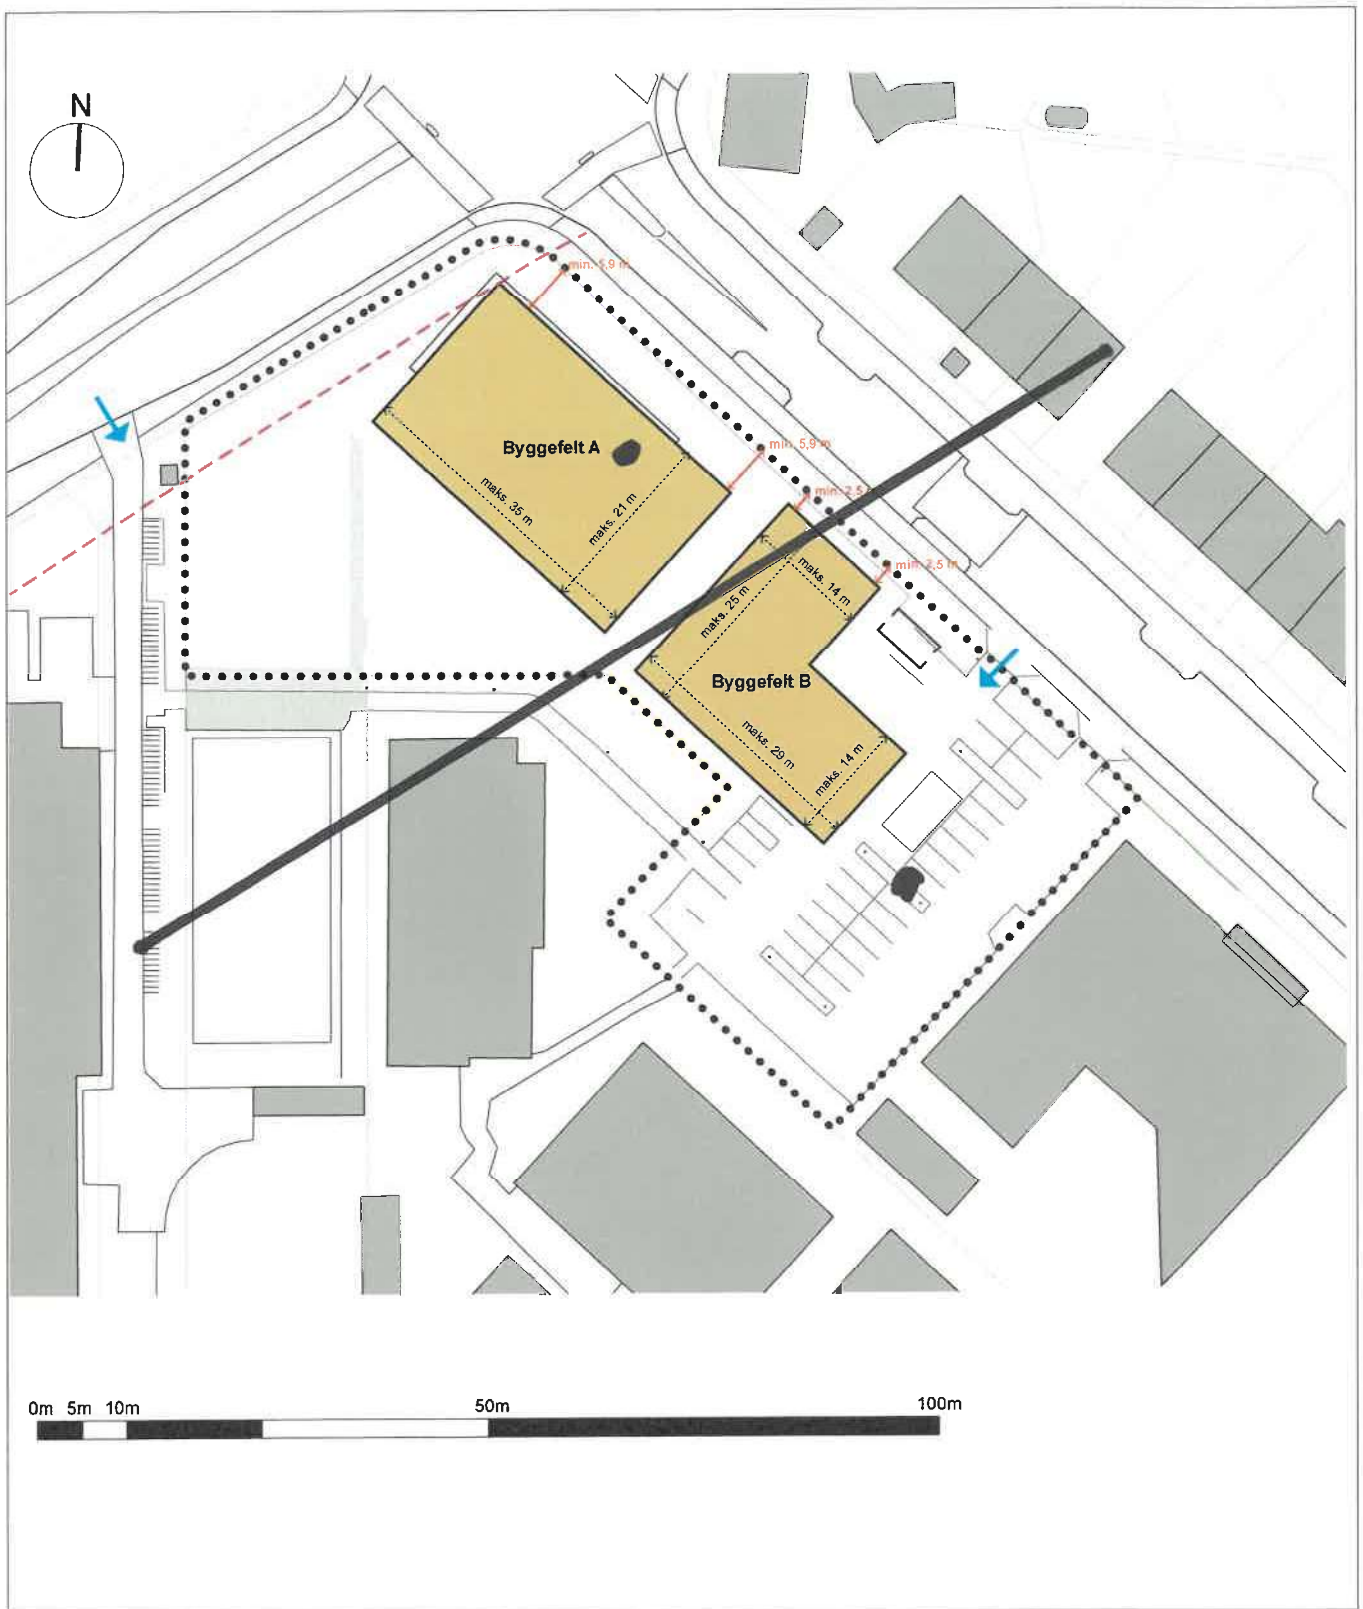 N
min. 5,9 m
Byggefelt A
min. 5,9 m
maks. 35 m
maks. 21 m
min. 2,5
min. 2,5 m
maks. 14 m
maks. 25 m
Byggefelt B
maks. 29 m
maks. 14 m
0m 5m 10m 50m 100m